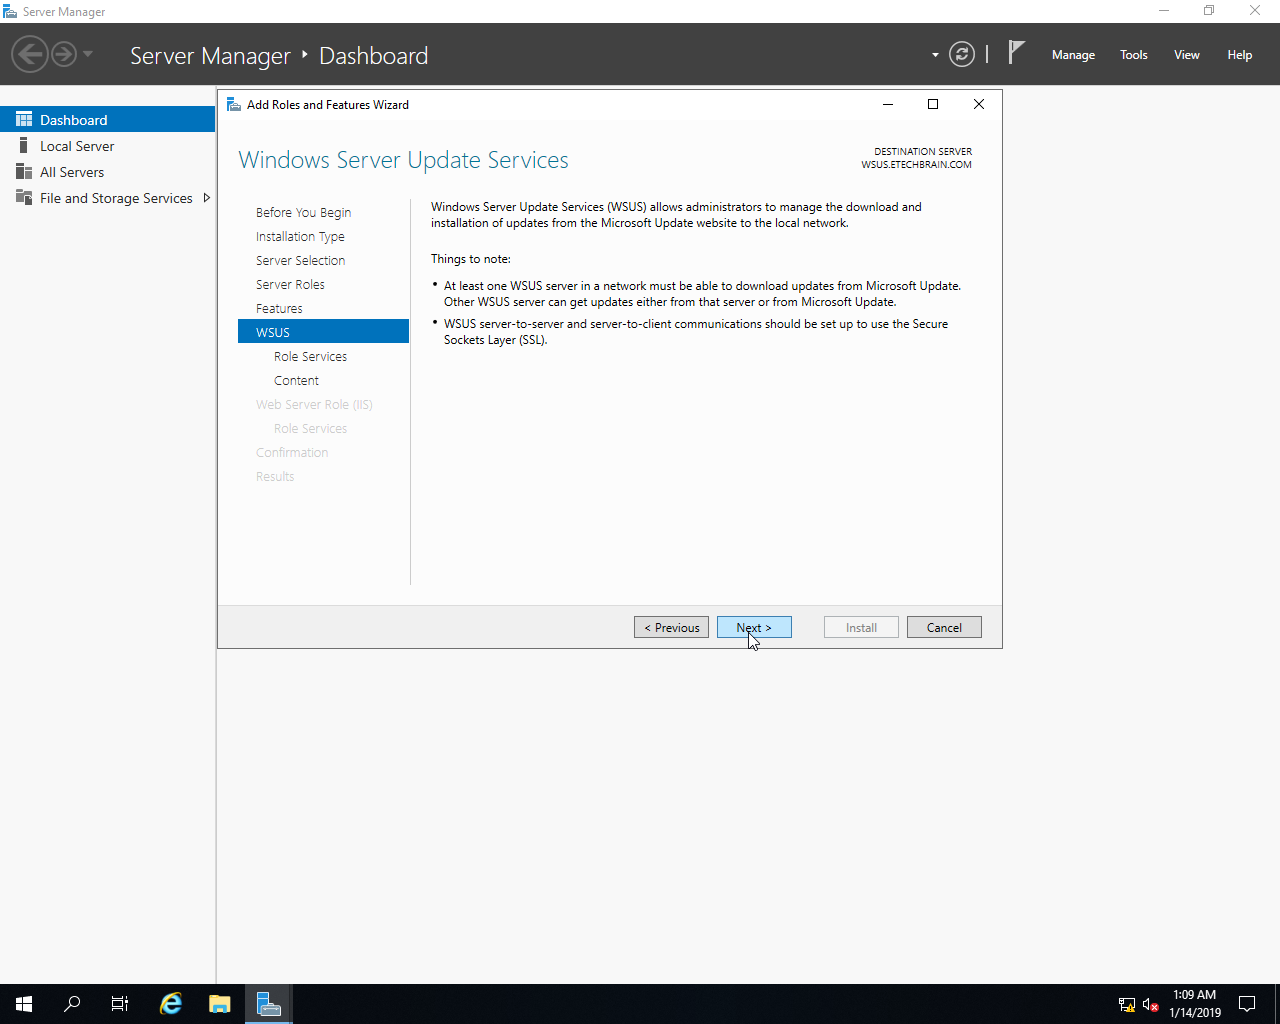 Server Manager
Server Manager Dashboard
Manage Tools View Help
Dashboard
Local Server
All Servers
File and Storage Services
Add Roles and Features Wizard
Windows Server Update Services
DESTINATION SERVER
WSUS.ETECHBRAIN.COM
Before You Begin
Installation Type
Server Selection
Server Roles
Features
WSUS
Role Services
Content
Web Server Role (IIS)
Role Services
Confirmation
Results
Windows Server Update Services (WSUS) allows administrators to manage the download and
installation of updates from the Microsoft Update website to the local network.
Things to note:
• At least one WSUS server in a network must be able to download updates from Microsoft Update.
Other WSUS server can get updates either from that server or from Microsoft Update.
• WSUS server-to-server and server-to-client communications should be set up to use the Secure
Sockets Layer (SSL).
< Previous Next > Install Cancel
1:09 AM
1/14/2019